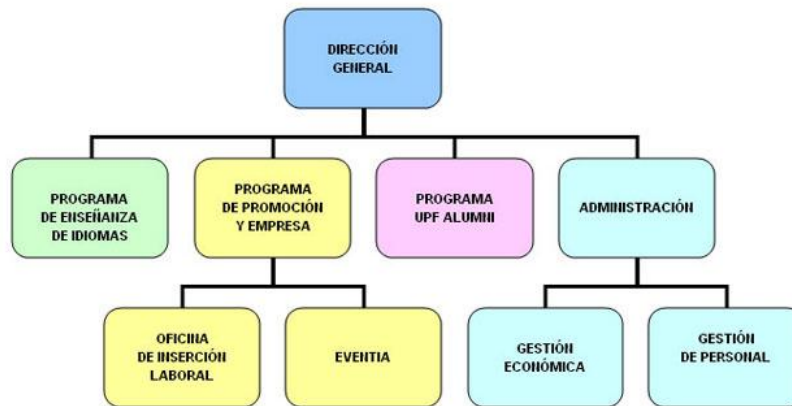 DIRECCIÓN
GENERAL
PROGRAMA
DE ENSEÑANZA
DE IDIOMAS
PROGRAMA
DE PROMOCIÓN
Y EMPRESA
PROGRAMA
UPF ALUMNI
ADMINISTRACIÓN
OFICINA
DE INSERCIÓN
LABORAL
EVENTIA
GESTIÓN
ECONÓMICA
GESTIÓN
DE PERSONAL